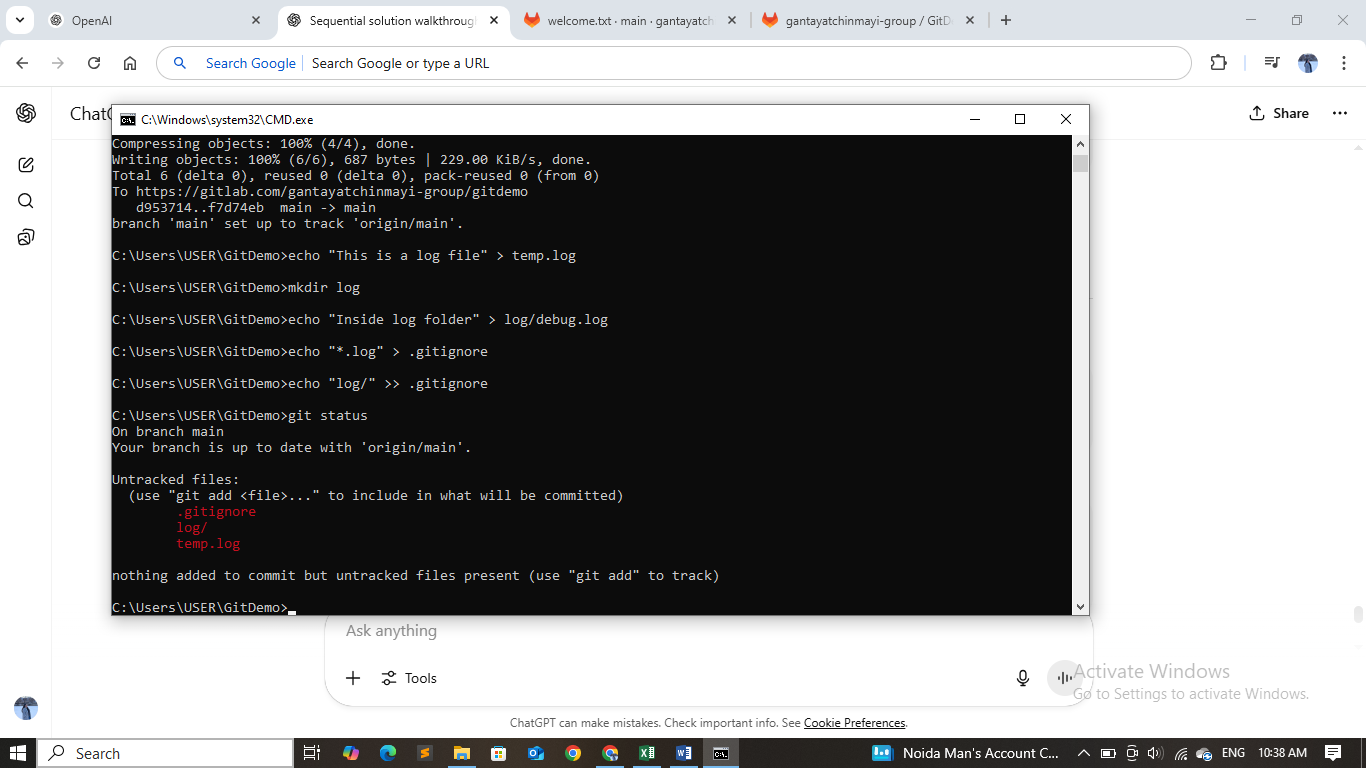 OpenAI
Sequential solution walkthroug
welcome.txt · main · gantayatch
gantayatchinmayi-group / GitD
Search Google
Search Google or type a URL
Share
C:\Windows\system32\CMD.exe
Compressing objects: 100% (4/4), done.
Writing objects: 100% (6/6), 687 bytes | 229.00 KiB/s, done.
Total 6 (delta 0), reused 0 (delta 0), pack-reused 0 (from 0)
To https://gitlab.com/gantayatchinmayi-group/gitdemo
   d953714..f7d74eb  main -> main
branch 'main' set up to track 'origin/main'.
C:\Users\USER\GitDemo>echo "This is a log file" > temp.log
C:\Users\USER\GitDemo>mkdir log
C:\Users\USER\GitDemo>echo "Inside log folder" > log/debug.log
C:\Users\USER\GitDemo>echo "*.log" > .gitignore
C:\Users\USER\GitDemo>echo "log/" >> .gitignore
C:\Users\USER\GitDemo>git status
On branch main
Your branch is up to date with 'origin/main'.
Untracked files:
  (use "git add <file>..." to include in what will be committed)
        .gitignore
        log/
        temp.log
nothing added to commit but untracked files present (use "git add" to track)
C:\Users\USER\GitDemo>
Ask anything
Tools
Activate Windows
Go to Settings to activate Windows.
ChatGPT can make mistakes. Check important info. See Cookie Preferences.
Search
Noida Man's Account C...
ENG
10:38 AM